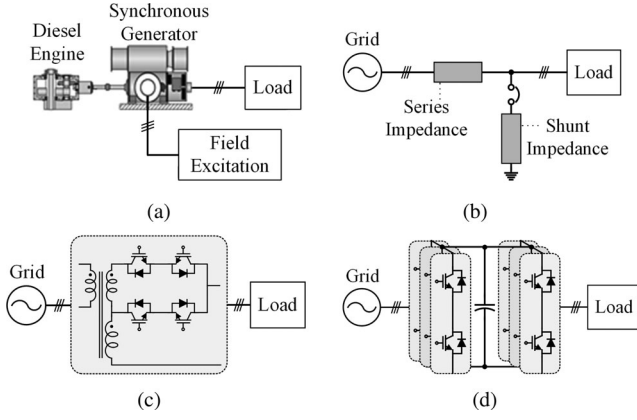 Synchronous
Generator
Diesel
Engine
Load
Field
Excitation
(a)
Grid
Load
Series
Impedance
Shunt
Impedance
(b)
Grid
Load
(c)
Grid
Load
(d)